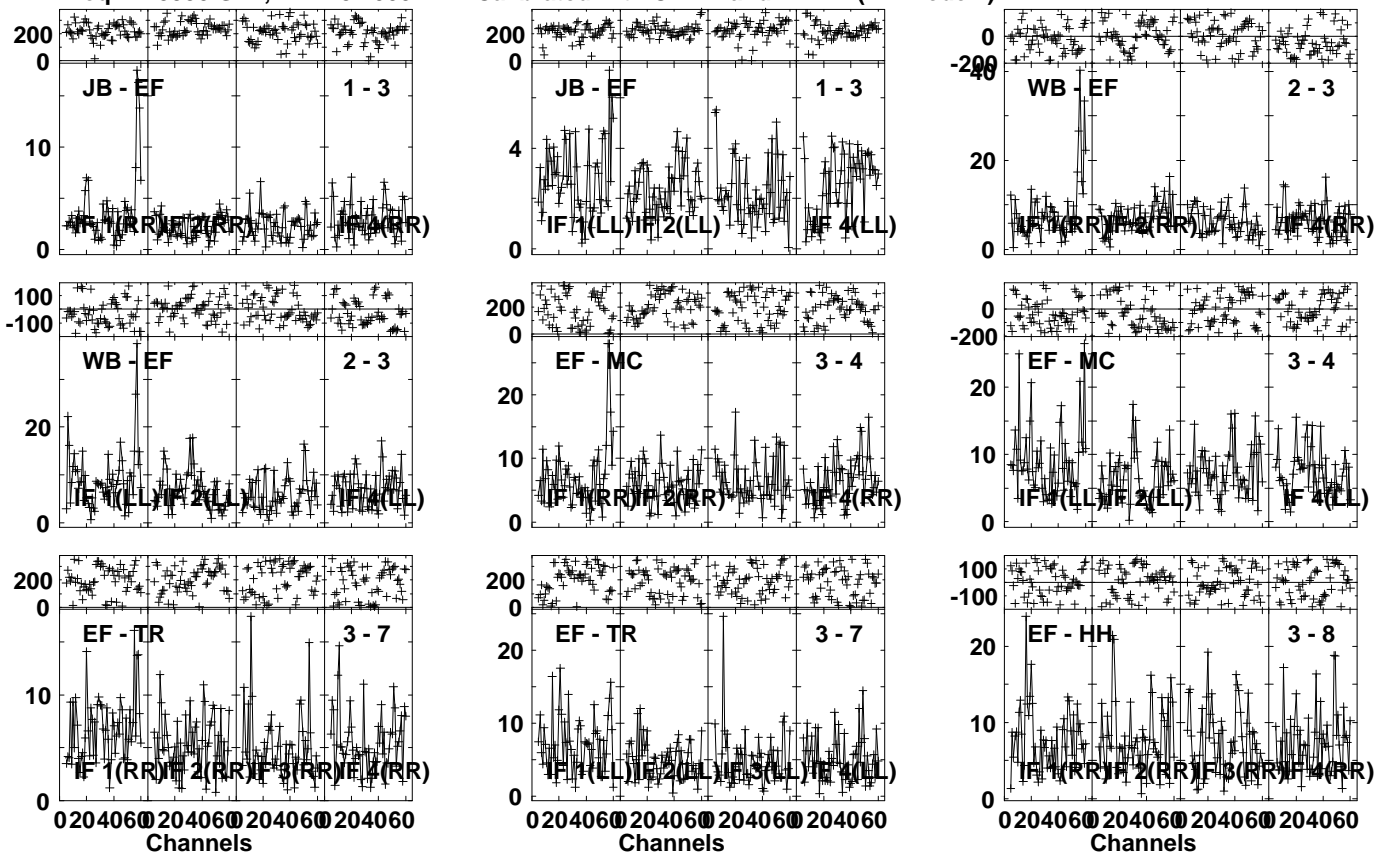 200
0
JB - EF 1 - 3
10
0
IF 1(RR) IF 2(RR) IF 4(RR)
200
0
JB - EF 1 - 3
4
0
IF 1(LL) IF 2(LL) IF 4(LL)
0
-200
WB - EF 2 - 3
40
20
0
IF 1(RR) IF 2(RR) IF 4(RR)
100
-100
WB - EF 2 - 3
20
0
IF 1(LL) IF 2(LL) IF 4(LL)
200
0
EF - MC 3 - 4
20
10
0
IF 1(RR) IF 2(RR) IF 4(RR)
0
-200
EF - MC 3 - 4
20
10
0
IF 1(LL) IF 2(LL) IF 4(LL)
200
0
EF - TR 3 - 7
10
0
IF 1(RR) IF 2(RR) IF 3(RR) IF 4(RR)
0 20 40 60 0 20 40 60 0 20 40 60 0 20 40 60
Channels
200
0
EF - TR 3 - 7
20
10
0
IF 1(LL) IF 2(LL) IF 3(LL) IF 4(LL)
0 20 40 60 0 20 40 60 0 20 40 60 0 20 40 60
Channels
100
-100
EF - HH 3 - 8
20
10
0
IF 1(RR) IF 2(RR) IF 3(RR) IF 4(RR)
0 20 40 60 0 20 40 60 0 20 40 60 0 20 40 60
Channels